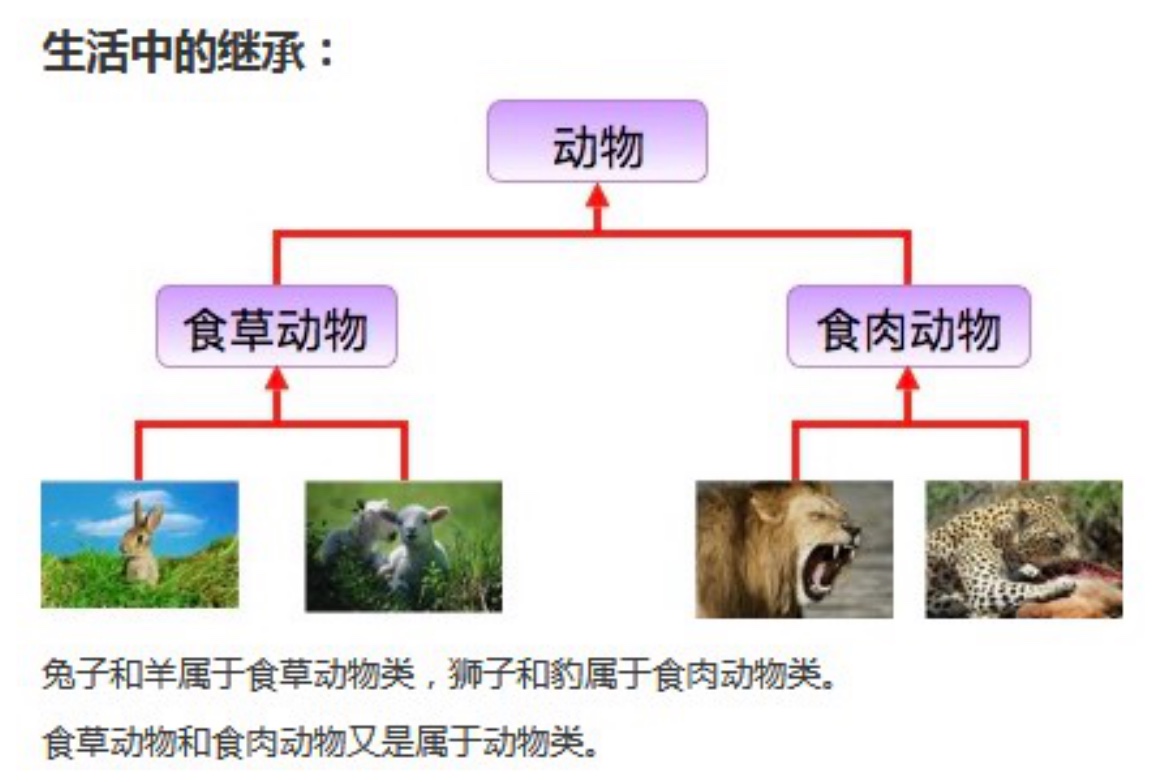 生活中的继承：
动物
食草动物
食肉动物
兔子和羊属于食草动物类，狮子和豹属于食肉动物类。
食草动物和食肉动物又是属于动物类。